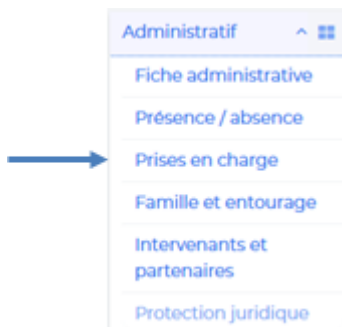 Administratif
Fiche administrative
Présence / absence
Prises en charge
Famille et entourage
Intervenants et
partenaires
Protection juridique